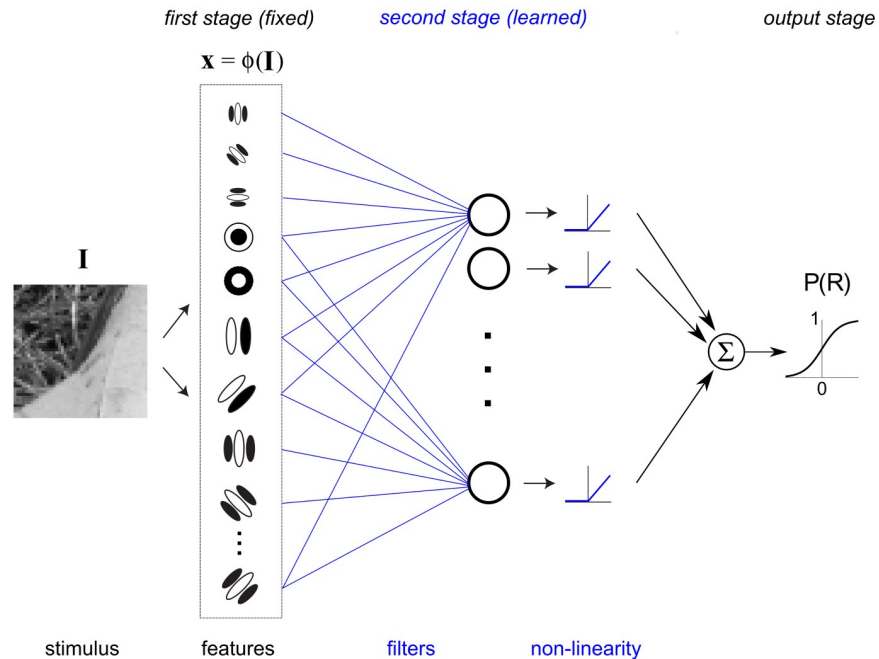 first stage (fixed) second stage (learned) output stage
x = ϕ(I)
I
P(R)
1
Σ
0
stimulus features filters non-linearity